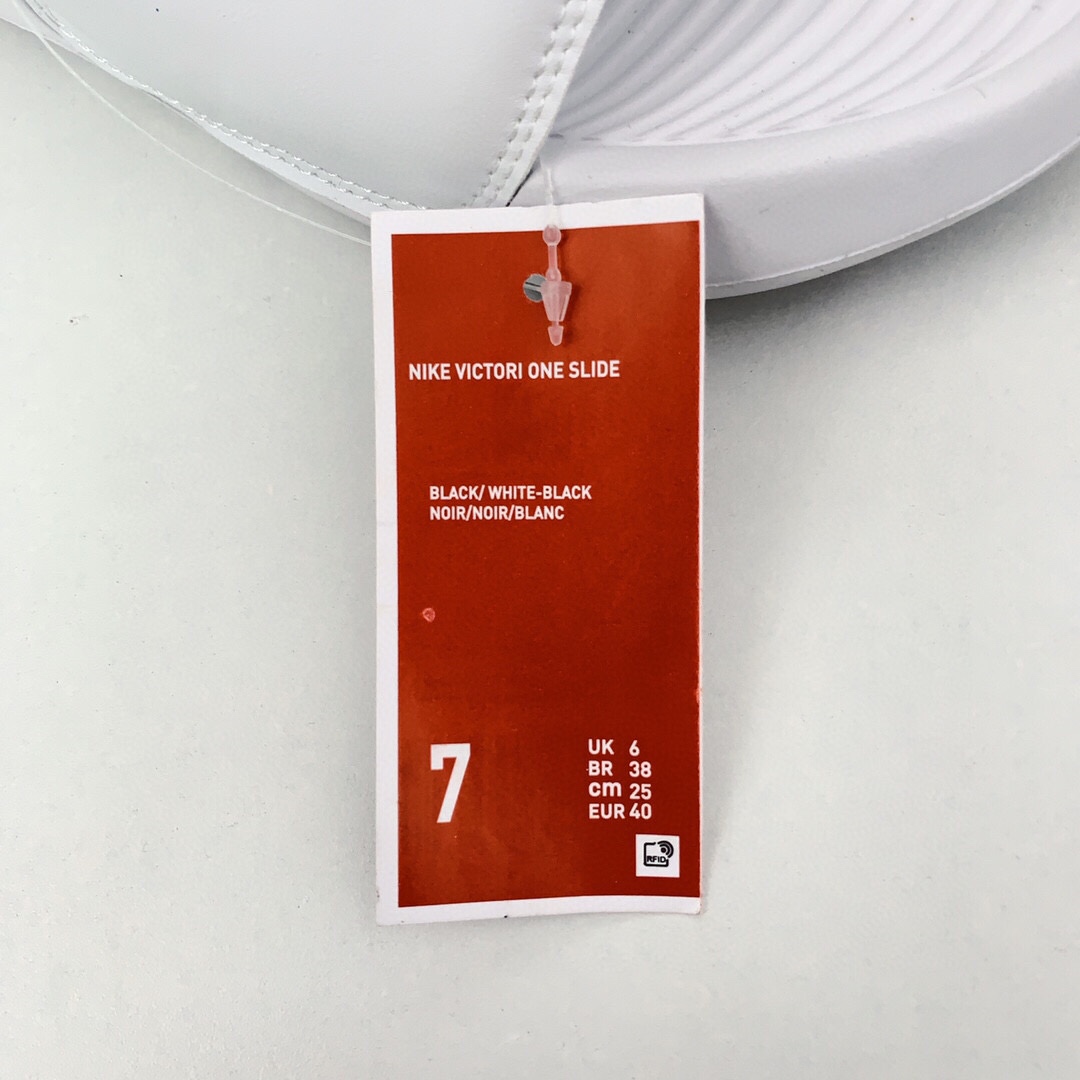 NIKE VICTORI ONE SLIDE
BLACK/ WHITE-BLACK
NOIR/NOIR/BLANC
7
UK 6
BR 38
cm 25
EUR 40
RFID